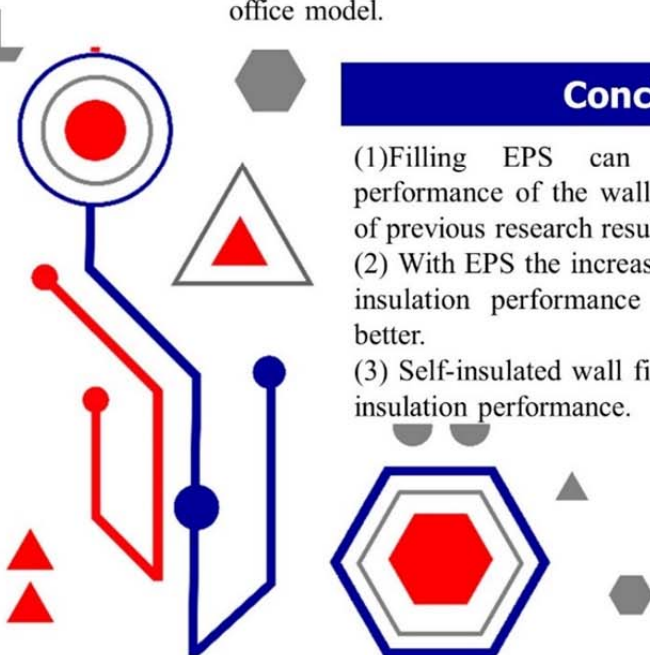 office model.
Conc
(1)Filling EPS can
performance of the wall
of previous research resu
(2) With EPS the increas
insulation performance
better.
(3) Self-insulated wall fi
insulation performance.